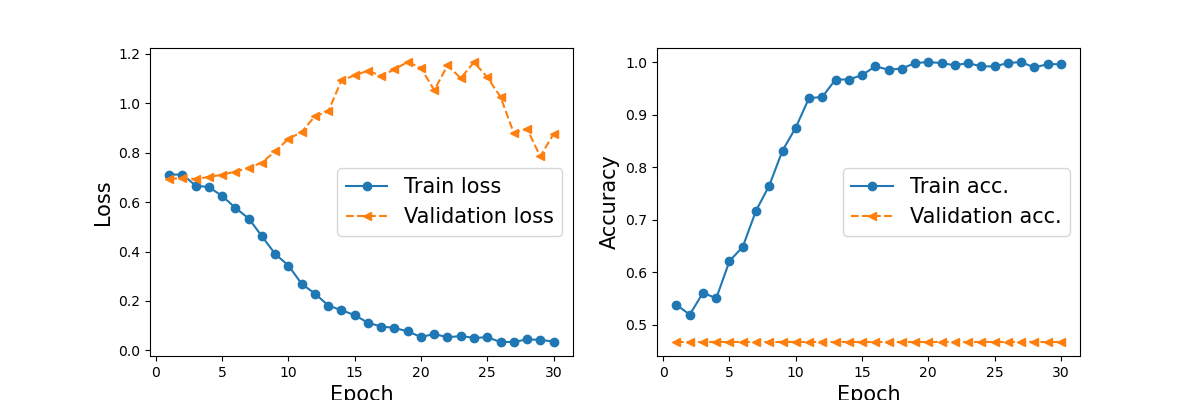 1.2
1.0
0.8
0.6
0.4
0.2
0.0
Loss
Train loss
Validation loss
0 5 10 15 20 25 30
Epoch
1.0
0.9
0.8
0.7
0.6
0.5
Accuracy
Train acc.
Validation acc.
0 5 10 15 20 25 30
Epoch